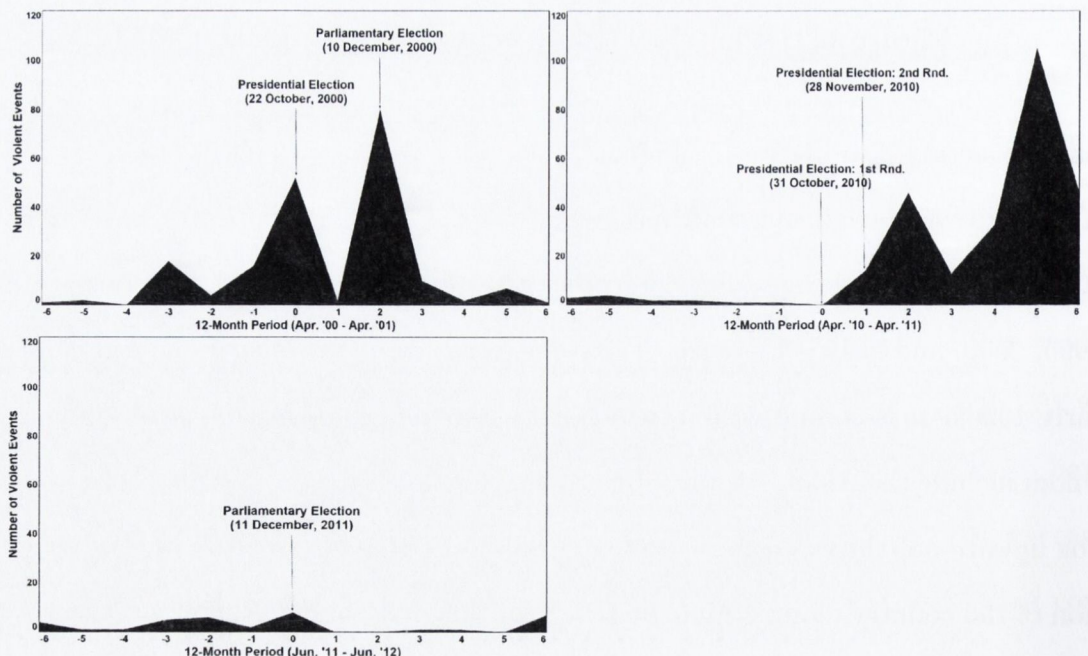 120
100
80
60
40
20
0
Number of Violent Events
Parliamentary Election
(10 December, 2000)
Presidential Election
(22 October, 2000)
-6 -5 -4 -3 -2 -1 0 1 2 3 4 5 6
12-Month Period (Apr. '00 - Apr. '01)
120
100
80
60
40
20
0
Presidential Election: 2nd Rnd.
(28 November, 2010)
Presidential Election: 1st Rnd.
(31 October, 2010)
-6 -5 -4 -3 -2 -1 0 1 2 3 4 5 6
12-Month Period (Apr. '10 - Apr. '11)
120
100
80
60
40
20
0
Number of Violent Events
Parliamentary Election
(11 December, 2011)
-6 -5 -4 -3 -2 -1 0 1 2 3 4 5 6
12-Month Period (Jun. '11 - Jun. '12)